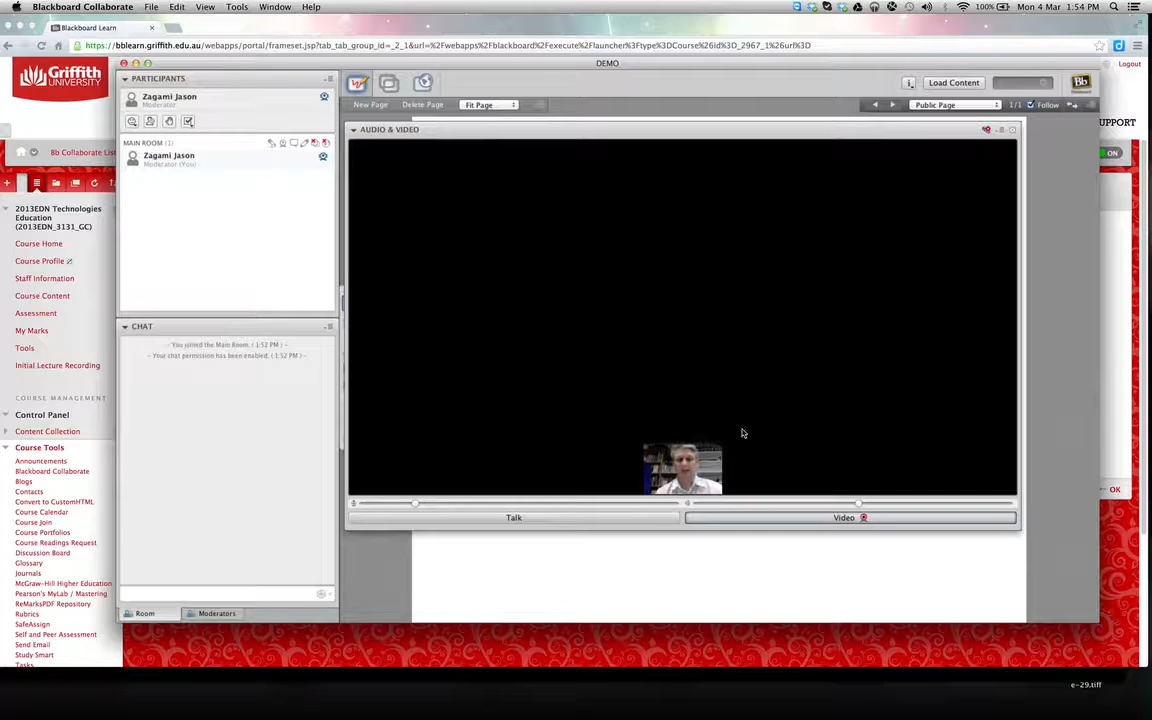 Blackboard Collaborate File Edit View Tools Window Help 100% Mon 4 Mar 1:54 PM
Blackboard Learn
https://bblearn.griffith.edu.au/webapps/portal/frameset.jsp?tab_tab_group_id=_2_1&url=%2Fwebapps%2Fblackboard%2Fexecute%2Flauncher%3Ftype%3DCourse%26id%3D_2967_1%26url%3D
Logout
Griffith
UNIVERSITY
DEMO
PARTICIPANTS
Zagami Jason
Moderator
MAIN ROOM (1)
Zagami Jason
Moderator (You)
Load Content
Bb
New Page Delete Page Fit Page Public Page 1/1 Follow
UPPORT
ON
AUDIO & VIDEO
Bb Collaborate List
2013EDN Technologies
Education
(2013EDN_3131_GC)
Course Home
Course Profile
Staff Information
Course Content
Assessment
My Marks
Tools
Initial Lecture Recording
COURSE MANAGEMENT
Control Panel
Content Collection
Course Tools
Announcements
Blackboard Collaborate
Blogs
Contacts
Convert to CustomHTML
Course Calendar
Course Join
Course Portfolios
Course Readings Request
Discussion Board
Glossary
Journals
McGraw-Hill Higher Education
Pearson's MyLab / Mastering
ReMarksPDF Repository
Rubrics
SafeAssign
Self and Peer Assessment
Send Email
Study Smart
Tasks
CHAT
– You joined the Main Room. ( 1:52 PM ) –
– Your chat permission has been enabled. ( 1:52 PM ) –
Room Moderators
Talk Video
OK
e-29.tiff